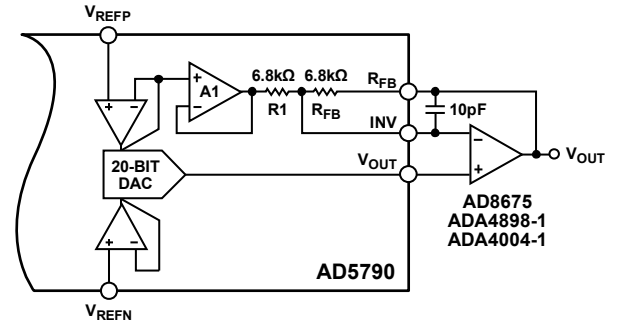 VREFP
6.8kΩ 6.8kΩ
RFB
+
A1
–
R1
RFB
10pF
+ –
INV
–
VOUT
+
VOUT
20-BIT
DAC
AD8675
ADA4898-1
ADA4004-1
+ –
AD5790
VREFN